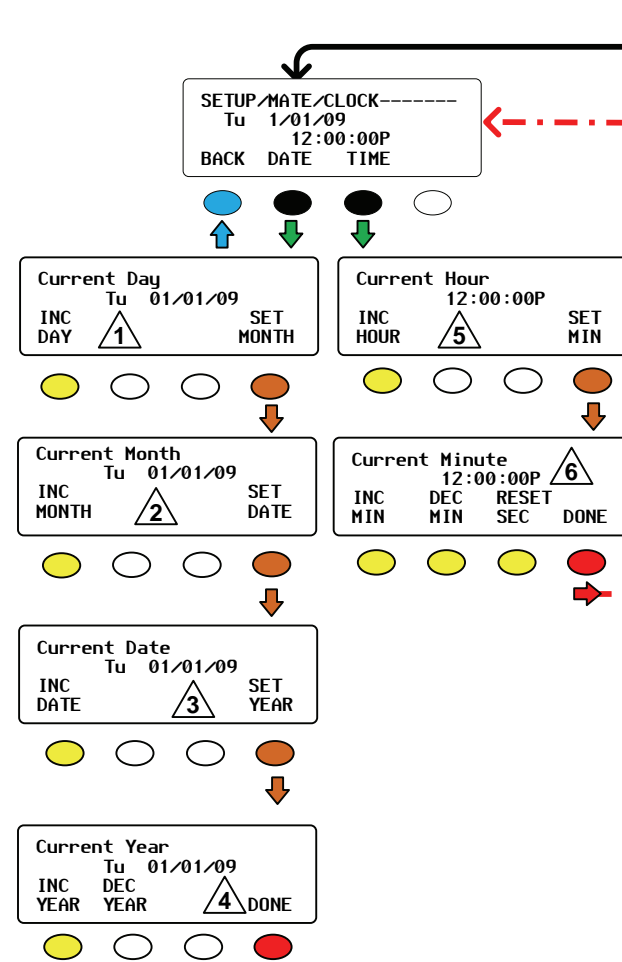 SETUP/MATE/CLOCK-------
Tu 1/01/09
12:00:00P
BACK DATE TIME
Current Day
Tu 01/01/09
INC SET
DAY 1 MONTH
Current Month
Tu 01/01/09
INC SET
MONTH 2 DATE
Current Date
Tu 01/01/09
INC SET
DATE 3 YEAR
Current Year
Tu 01/01/09
INC DEC
YEAR YEAR 4 DONE
Current Hour
12:00:00P
INC SET
HOUR 5 MIN
Current Minute
12:00:00P 6
INC DEC RESET
MIN MIN SEC DONE